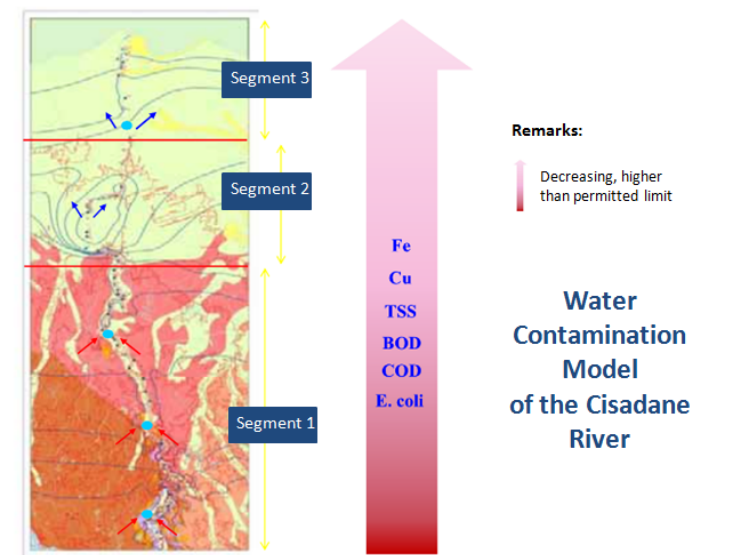 Segment 3
Segment 2
Segment 1
Fe
Cu
TSS
BOD
COD
E. coli
Remarks:
Decreasing, higher
than permitted limit
Water
Contamination
Model
of the Cisadane
River